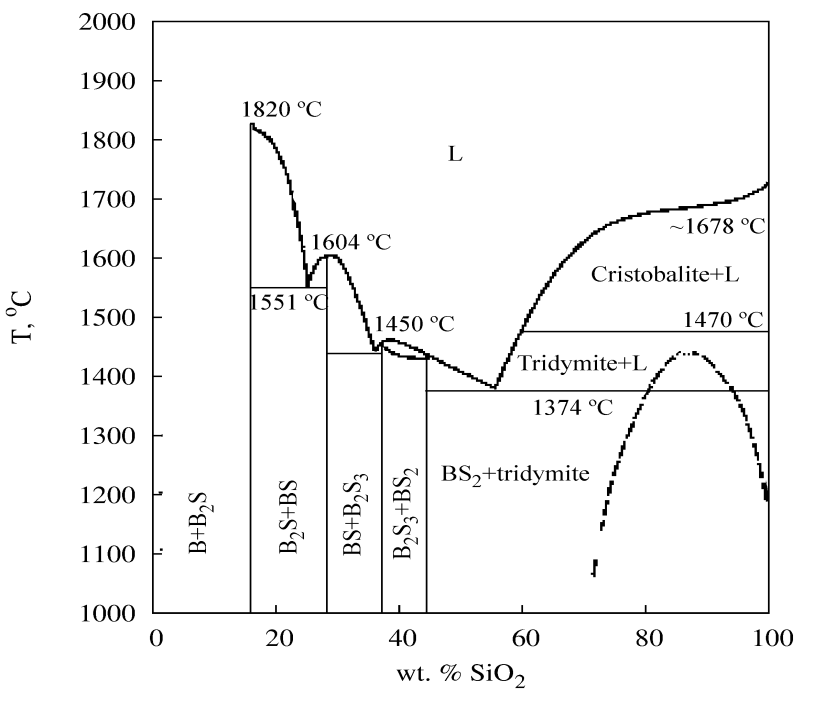 2000
1900
1800
1700
1600
1500
1400
1300
1200
1100
1000
T, °C
1820 °C
L
1604 °C
~1678 °C
Cristobalite+L
1551 °C
1450 °C
1470 °C
Tridymite+L
1374 °C
BS₂+tridymite
B+B₂S
B₂S+BS
BS+B₂S₃
B₂S₃+BS₂
0 20 40 60 80 100
wt. % SiO₂